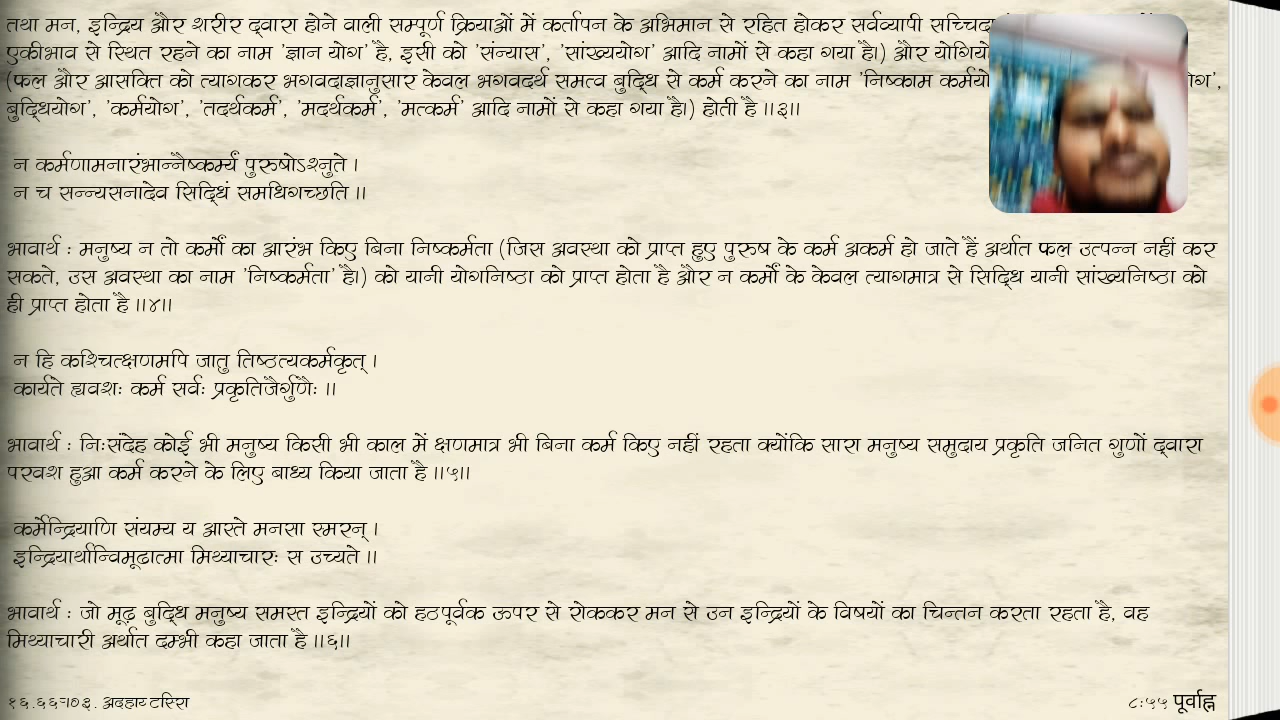 तथा मन, इन्द्रिय और शरीर द्वारा होने वाली सम्पूर्ण क्रियाओं में कर्तापन के अभिमान से रहित होकर सर्वव्यापी
एकीभाव से स्थित रहने का नाम 'ज्ञान योग' है, इसी को 'संन्यास', 'सांख्ययोग' आदि नामों से कहा गया है।) और
(फल और आसक्ति को त्यागकर भगवदाज्ञानुसार केवल भगवदर्थ समत्व बुद्धि से कर्म करने का नाम 'निष्काम
बुद्धियोग', 'कर्मयोग', 'तदर्थकर्म', 'मदर्थकर्म', 'मत्कर्म' आदि नामों से कहा गया है।) होती है ॥३॥
न कर्मणामनारंभान्नैष्कर्म्यं पुरुषोऽश्नुते ।
न च सन्न्यसनादेव सिद्धिं समधिगच्छति ॥
भावार्थ : मनुष्य न तो कर्मों का आरंभ किए बिना निष्कर्मता (जिस अवस्था को प्राप्त हुए पुरुष के कर्म अकर्म हो जाते हैं अर्थात फल उत्पन्न नहीं कर
सकते, उस अवस्था का नाम 'निष्कर्मता' है।) को यानी योगनिष्ठा को प्राप्त होता है और न कर्मों के केवल त्यागमात्र से सिद्धि यानी सांख्यनिष्ठा को
ही प्राप्त होता है ॥४॥
न हि कश्चित्क्षणमपि जातु तिष्ठत्यकर्मकृत् ।
कार्यते ह्यवशः कर्म सर्वः प्रकृतिजैर्गुणैः ॥
भावार्थ : निःसंदेह कोई भी मनुष्य किसी भी काल में क्षणमात्र भी बिना कर्म किए नहीं रहता क्योंकि सारा मनुष्य समुदाय प्रकृति जनित गुणों द्वारा
परवश हुआ कर्म करने के लिए बाध्य किया जाता है ॥५॥
कर्मेन्द्रियाणि संयम्य य आस्ते मनसा स्मरन् ।
इन्द्रियार्थान्विमूढात्मा मिथ्याचारः स उच्यते ॥
भावार्थ : जो मूढ़ बुद्धि मनुष्य समस्त इन्द्रियों को हठपूर्वक ऊपर से रोककर मन से उन इन्द्रियों के विषयों का चिन्तन करता रहता है, वह
मिथ्याचारी अर्थात दम्भी कहा जाता है ॥६॥
८:५५ पूर्वाह्न